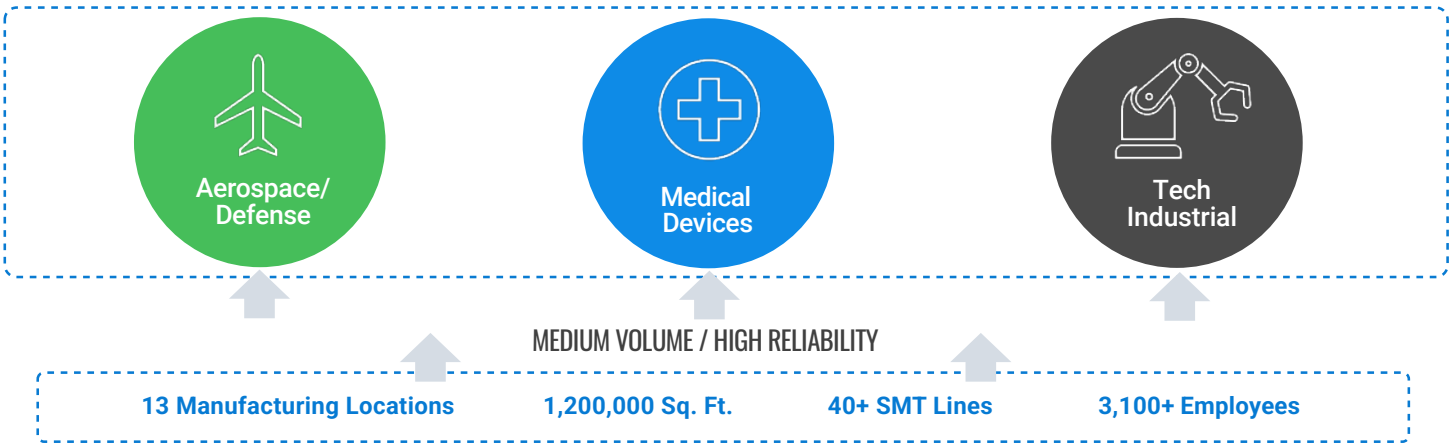 Aerospace/
Defense
Medical
Devices
Tech
Industrial
MEDIUM VOLUME / HIGH RELIABILITY
13 Manufacturing Locations 1,200,000 Sq. Ft. 40+ SMT Lines 3,100+ Employees